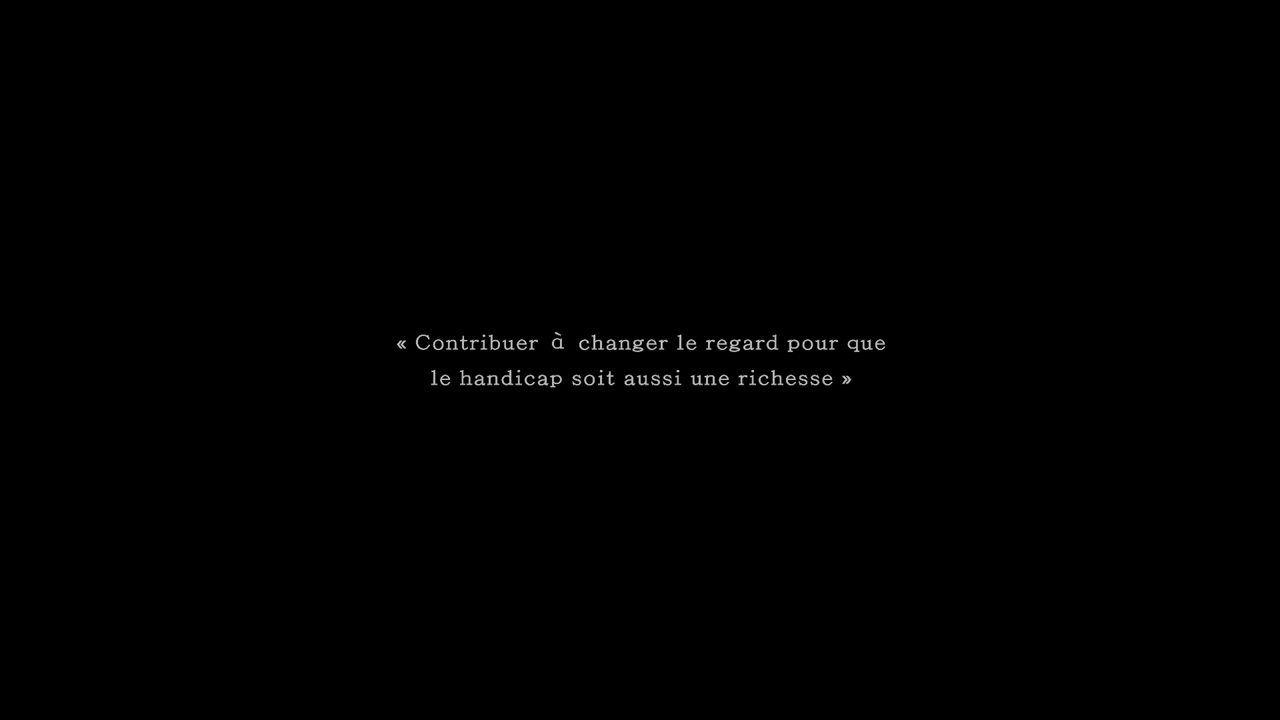 « Contribuer à changer le regard pour que
le handicap soit aussi une richesse »